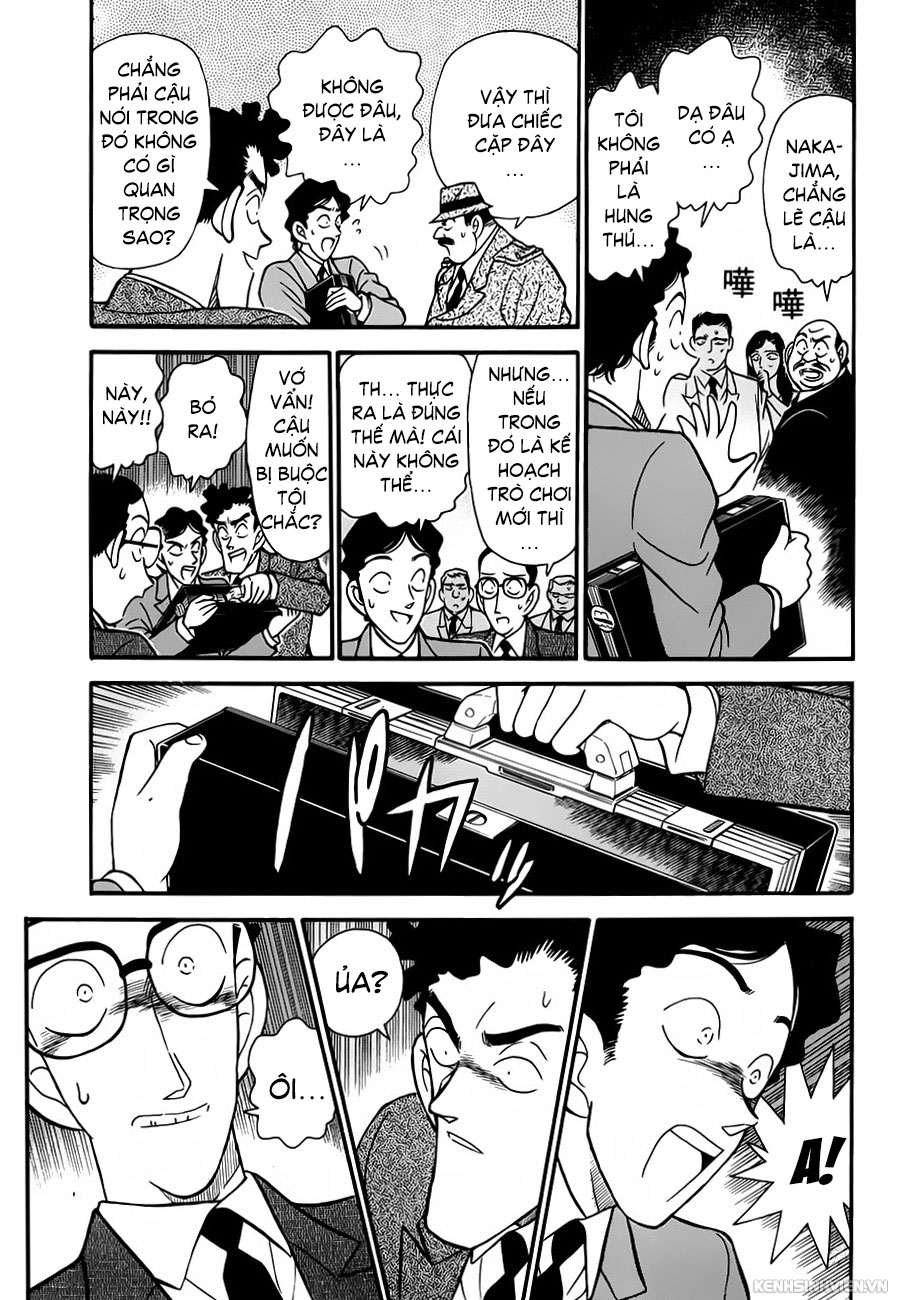 NAKA-
JIMA,
CHẲNG
LẼ CẬU
LÀ...
DẠ ĐÂU
CÓ Ạ
...
TÔI
KHÔNG
PHẢI
LÀ
HUNG
THỦ...
嘩
嘩
VẬY THÌ
ĐƯA CHIẾC
CẶP ĐÂY
...
KHÔNG
ĐƯỢC ĐÂU,
ĐÂY LÀ
...
CHẲNG
PHẢI CẬU
NÓI TRONG
ĐÓ KHÔNG
CÓ GÌ
QUAN
TRỌNG
SAO?
NHƯNG...
NẾU
TRONG
ĐÓ LÀ KẾ
HOẠCH
TRÒ CHƠI
MỚI THÌ
...
TH... THỰC
RA LÀ ĐÚNG
THẾ MÀ! CÁI
NÀY KHÔNG
THỂ...
VỚ
VẨN!
CẬU
MUỐN
BỊ BUỘC
TỘI
CHẮC?
BỎ
RA!
NÀY,
NÀY!!
パカッ
A!
ỦA?
ÔI...
KENHSINHVIEN.VN